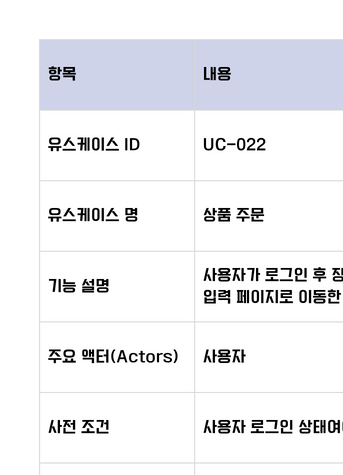 항목 내용
유스케이스 ID UC-022
유스케이스 명 상품 주문
기능 설명 사용자가 로그인 후
입력 페이지로 이동한
주요 액터(Actors) 사용자
사전 조건 사용자 로그인